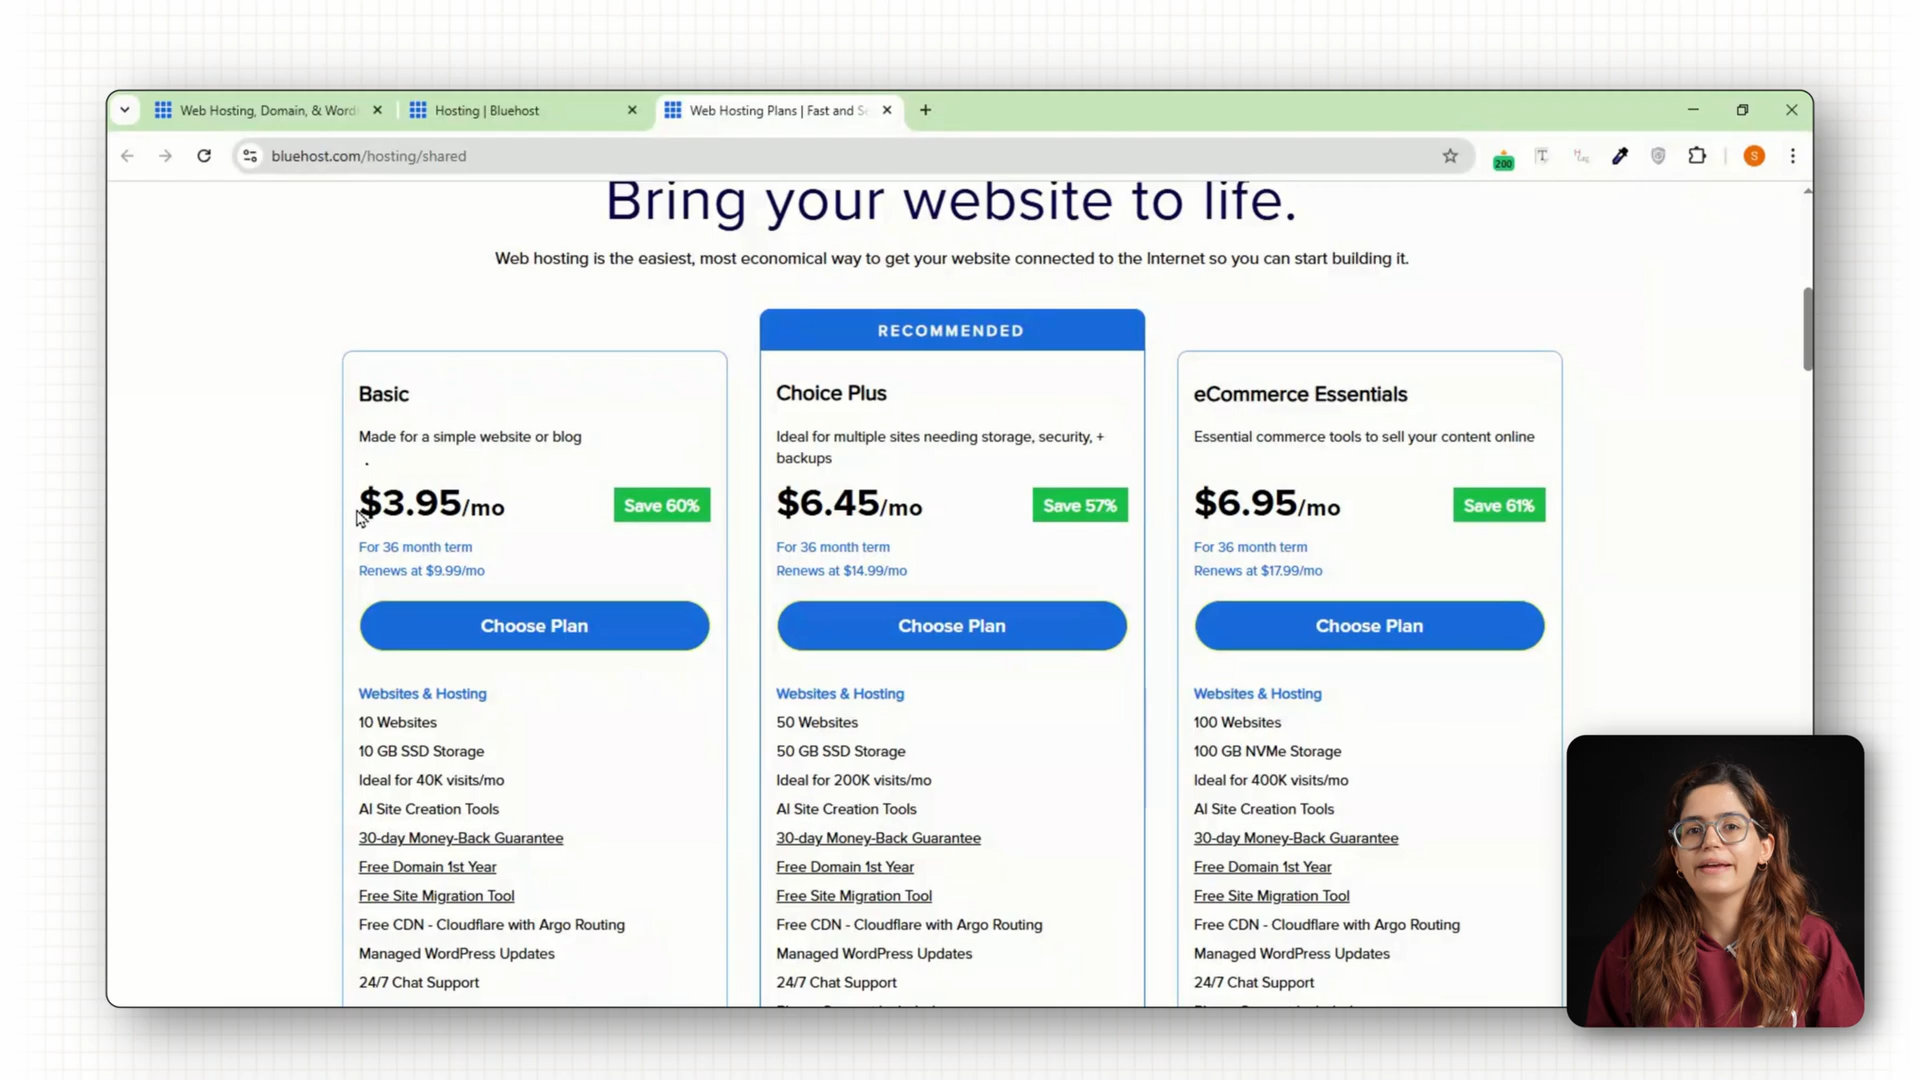 Web Hosting, Domain, & Word
Hosting | Bluehost
Web Hosting Plans | Fast and Se
bluehost.com/hosting/shared
200
S
Bring your website to life.
Web hosting is the easiest, most economical way to get your website connected to the Internet so you can start building it.
RECOMMENDED
Basic
Made for a simple website or blog
$3.95/mo
Save 60%
For 36 month term
Renews at $9.99/mo
Choose Plan
Websites & Hosting
10 Websites
10 GB SSD Storage
Ideal for 40K visits/mo
AI Site Creation Tools
30-day Money-Back Guarantee
Free Domain 1st Year
Free Site Migration Tool
Free CDN - Cloudflare with Argo Routing
Managed WordPress Updates
24/7 Chat Support
Choice Plus
Ideal for multiple sites needing storage, security, +
backups
$6.45/mo
Save 57%
For 36 month term
Renews at $14.99/mo
Choose Plan
Websites & Hosting
50 Websites
50 GB SSD Storage
Ideal for 200K visits/mo
AI Site Creation Tools
30-day Money-Back Guarantee
Free Domain 1st Year
Free Site Migration Tool
Free CDN - Cloudflare with Argo Routing
Managed WordPress Updates
24/7 Chat Support
eCommerce Essentials
Essential commerce tools to sell your content online
$6.95/mo
Save 61%
For 36 month term
Renews at $17.99/mo
Choose Plan
Websites & Hosting
100 Websites
100 GB NVMe Storage
Ideal for 400K visits/mo
AI Site Creation Tools
30-day Money-Back Guarantee
Free Domain 1st Year
Free Site Migration Tool
Free CDN - Cloudflare with Argo Routing
Managed WordPress Updates
24/7 Chat Support